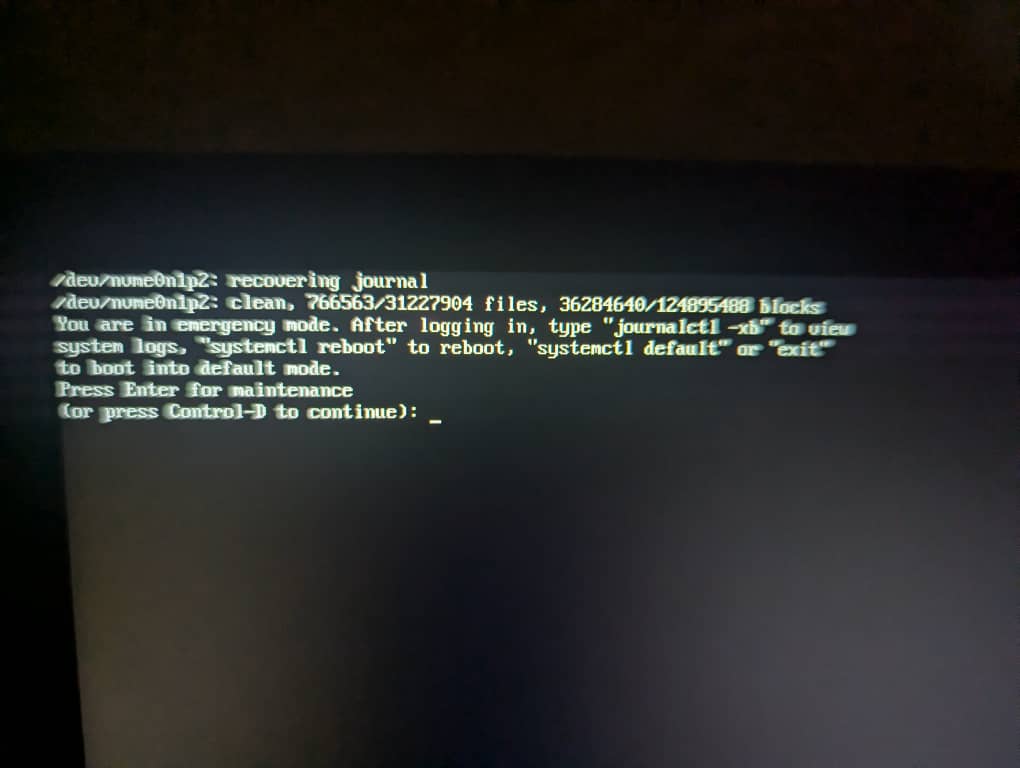 /dev/nvme0n1p2: recovering journal
/dev/nvme0n1p2: clean, 766563/31227904 files, 36284640/124895488 blocks
You are in emergency mode. After logging in, type "journalctl -xb" to view
system logs, "systemctl reboot" to reboot, "systemctl default" or "exit"
to boot into default mode.
Press Enter for maintenance
(or press Control-D to continue): _